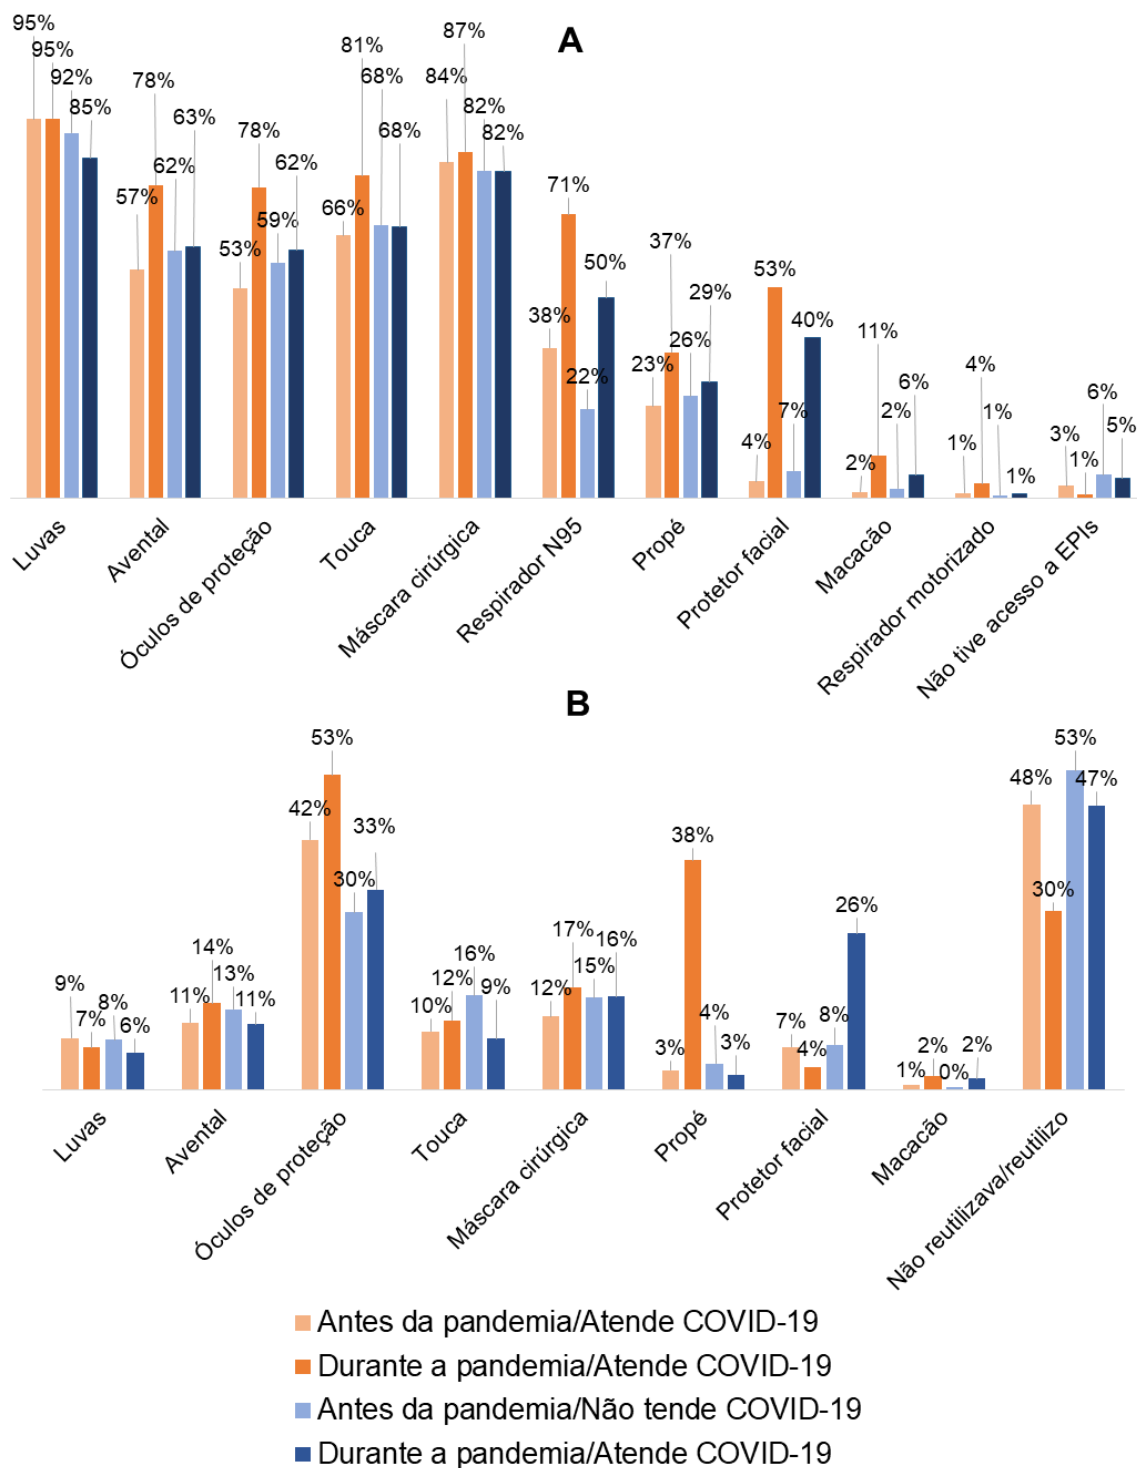 A
95% 95% 92% 85%
57% 78% 62% 63%
53% 78% 59% 62%
66% 81% 68% 68%
84% 87% 82% 82%
38% 71% 22% 50%
23% 37% 26% 29%
4% 53% 7% 40%
2% 11% 2% 6%
1% 4% 1% 1%
3% 1% 6% 5%
Luvas
Avental
Óculos de proteção
Touca
Máscara cirúrgica
Respirador N95
Propé
Protetor facial
Macacão
Respirador motorizado
Não tive acesso a EPIs
B
9% 7% 8% 6%
11% 14% 13% 11%
42% 53% 30% 33%
10% 12% 16% 9%
12% 17% 15% 16%
3% 38% 4% 3%
7% 4% 8% 26%
1% 2% 0% 2%
48% 30% 53% 47%
Luvas
Avental
Óculos de proteção
Touca
Máscara cirúrgica
Propé
Protetor facial
Macacão
Não reutilizava/reutilizo
Antes da pandemia/Atende COVID-19
Durante a pandemia/Atende COVID-19
Antes da pandemia/Não tende COVID-19
Durante a pandemia/Atende COVID-19